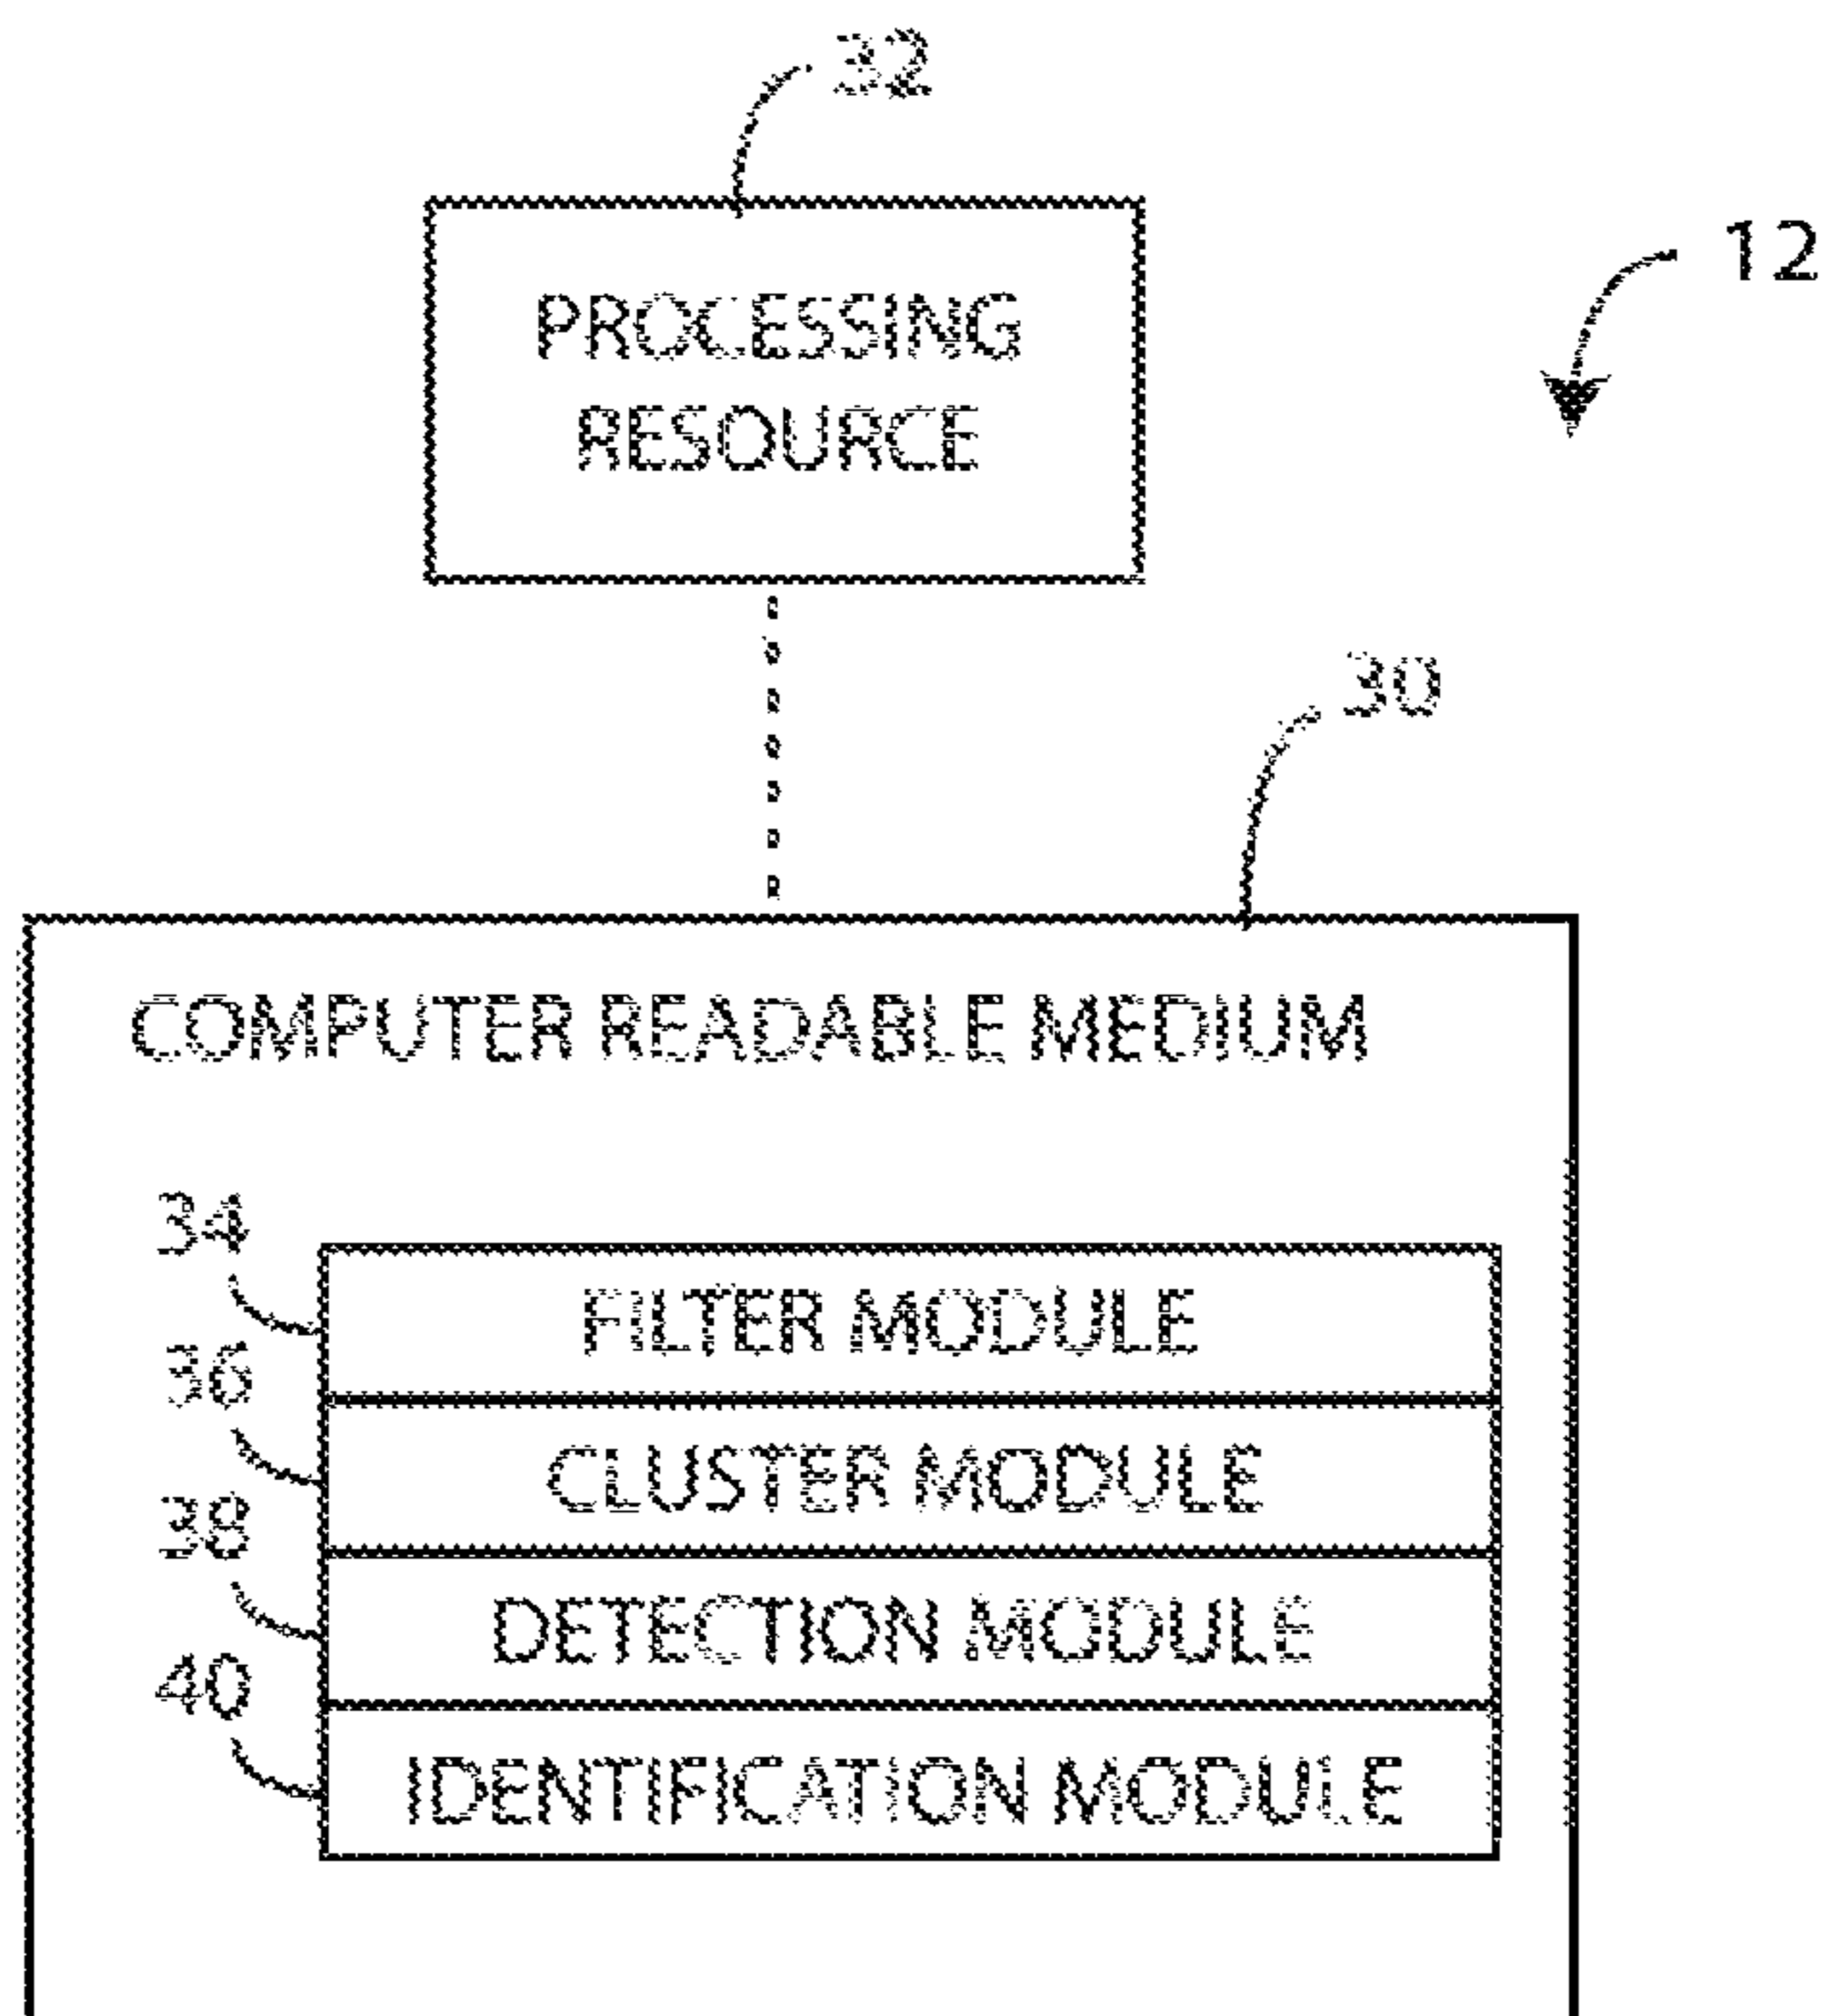 32
12
PROCESSING
RESOURCE
30
COMPUTER READABLE MEDIUM
34
FILTER MODULE
36
CLUSTER MODULE
38
DETECTION MODULE
40
IDENTIFICATION MODULE